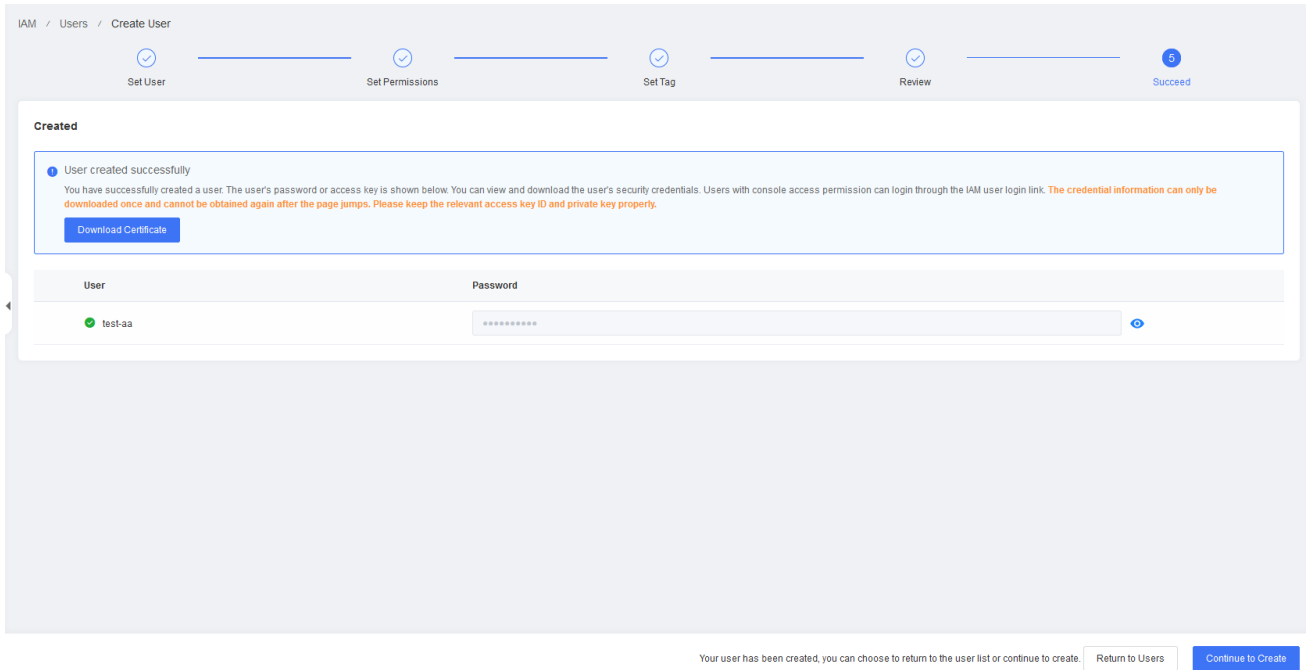 IAM / Users / Create User
5
Set User
Set Permissions
Set Tag
Review
Succeed
Created
User created successfully
You have successfully created a user. The user's password or access key is shown below. You can view and download the user's security credentials. Users with console access permission can login through the IAM user login link. The credential information can only be
downloaded once and cannot be obtained again after the page jumps. Please keep the relevant access key ID and private key properly.
Download Certificate
User Password
test-aa
Your user has been created, you can choose to return to the user list or continue to create. Return to Users Continue to Create